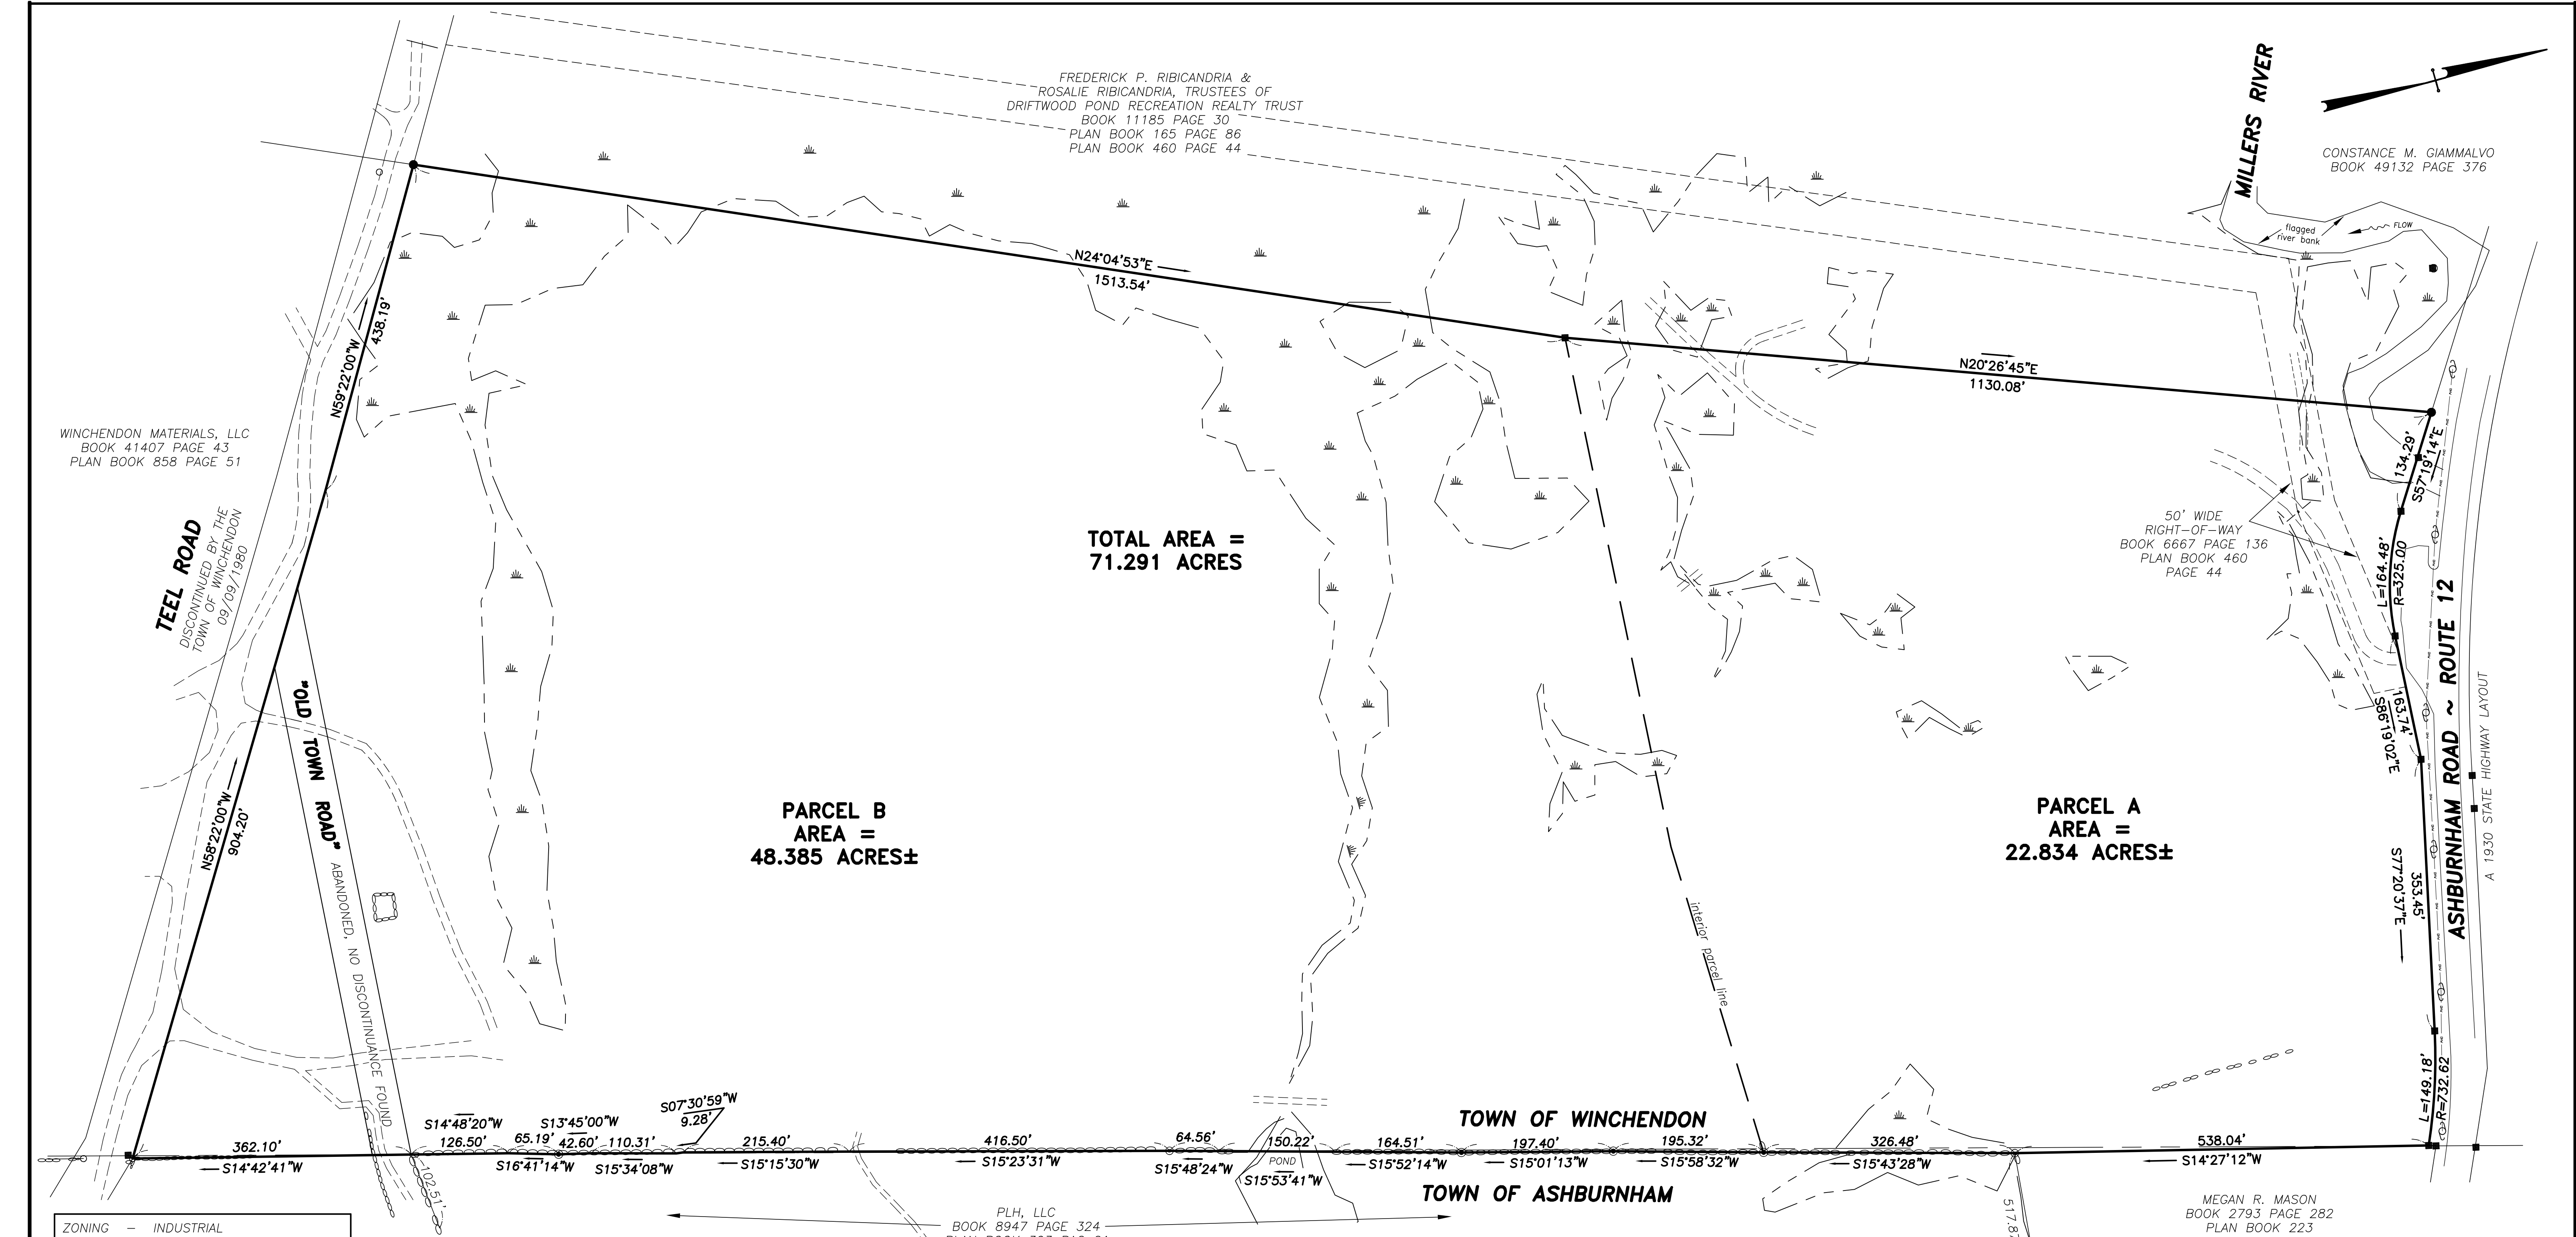 FREDERICK P. RIBICANDRIA &
ROSALIE RIBICANDRIA, TRUSTEES OF
DRIFTWOOD POND RECREATION REALTY TRUST
BOOK 11185 PAGE 30
PLAN BOOK 165 PAGE 86
PLAN BOOK 460 PAGE 44
MILLERS RIVER
CONSTANCE M. GIAMMALVO
BOOK 49132 PAGE 376
flagged
river bank
FLOW
N24°04'53"E
1513.54'
N20°26'45"E
1130.08'
N59°22'00"W
438.19'
WINCHENDON MATERIALS, LLC
BOOK 41407 PAGE 43
PLAN BOOK 858 PAGE 51
TEEL ROAD
DISCONTINUED BY THE
TOWN OF WINCHENDON
09/09/1980
TOTAL AREA =
71.291 ACRES
134.29'
S57°19'14"E
50' WIDE
RIGHT-OF-WAY
BOOK 6667 PAGE 136
PLAN BOOK 460
PAGE 44
L=164.48'
R=325.00
163.74'
S86°19'02"E
ASHBURNHAM ROAD ~ ROUTE 12
A 1930 STATE HIGHWAY LAYOUT
"OLD TOWN ROAD"
ABANDONED, NO DISCONTINUANCE FOUND
N58°22'00"W
904.20'
PARCEL B
AREA =
48.385 ACRES±
PARCEL A
AREA =
22.834 ACRES±
353.45'
S77°20'37"E
interior parcel line
L=149.18'
R=732.62
TOWN OF WINCHENDON
S14°48'20"W
S13°45'00"W
S07°30'59"W
9.28'
362.10'
126.50'
65.19'
42.60'
110.31'
215.40'
416.50'
64.56'
150.22'
164.51'
197.40'
195.32'
326.48'
538.04'
S14°42'41"W
S16°41'14"W
S15°34'08"W
S15°15'30"W
S15°23'31"W
S15°48'24"W
POND
S15°53'41"W
S15°52'14"W
S15°01'13"W
S15°58'32"W
S15°43'28"W
S14°27'12"W
TOWN OF ASHBURNHAM
102.51'
PLH, LLC
BOOK 8947 PAGE 324
MEGAN R. MASON
BOOK 2793 PAGE 282
PLAN BOOK 223
ZONING - INDUSTRIAL